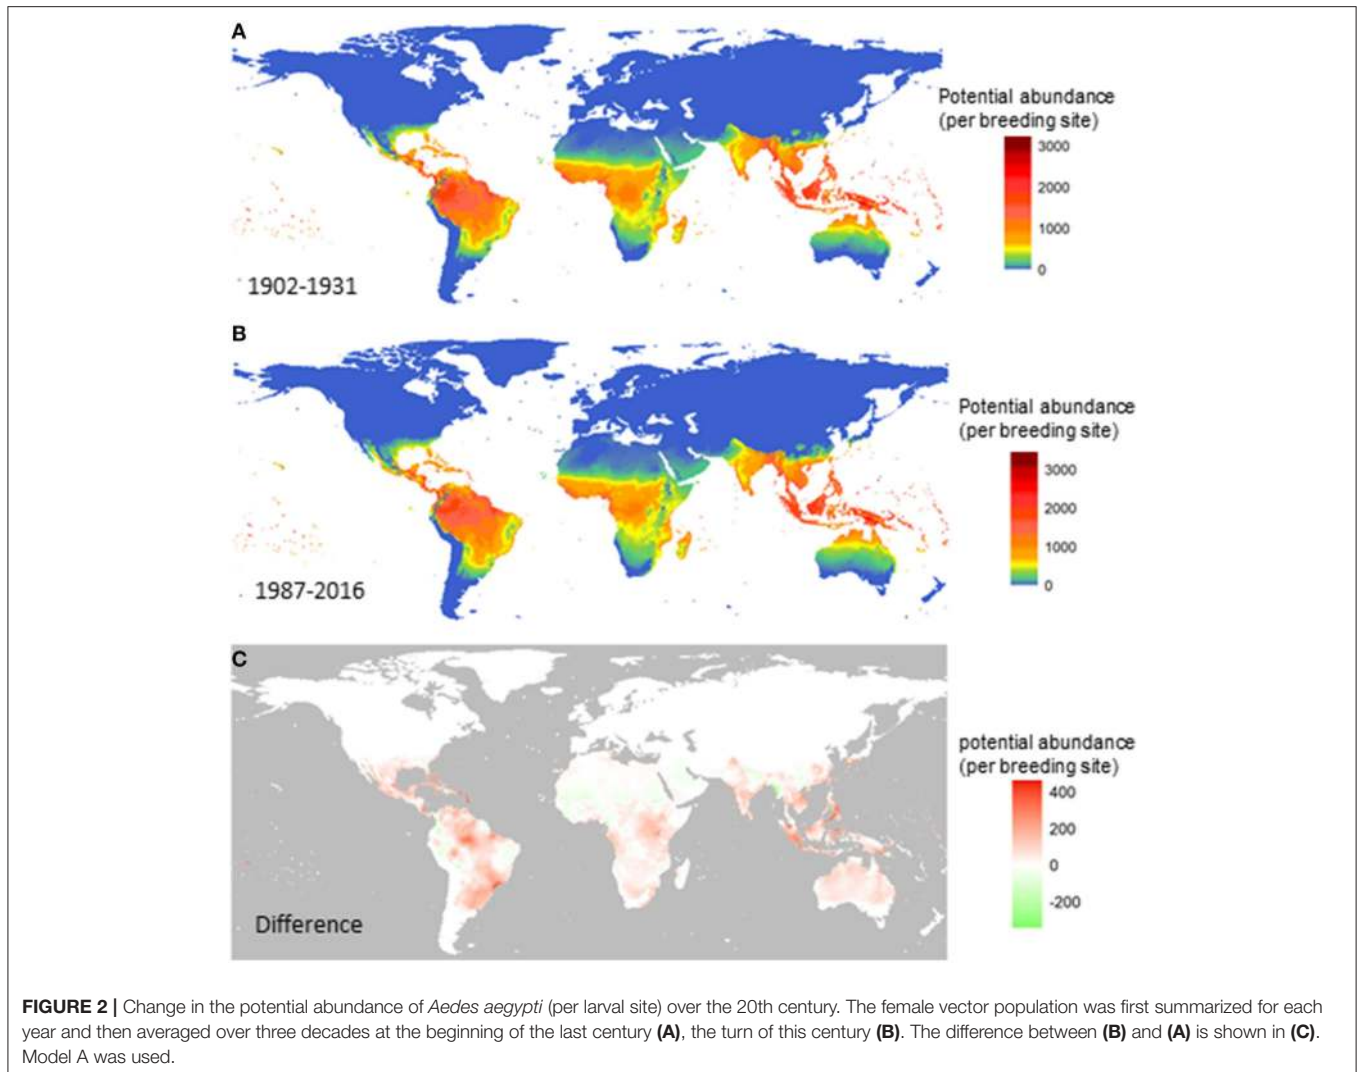 A
Potential abundance
(per breeding site)
3000
2000
1000
0
1902-1931
B
Potential abundance
(per breeding site)
3000
2000
1000
0
1987-2016
C
potential abundance
(per breeding site)
400
200
0
-200
Difference
FIGURE 2 | Change in the potential abundance of Aedes aegypti (per larval site) over the 20th century. The female vector population was first summarized for each
year and then averaged over three decades at the beginning of the last century (A), the turn of this century (B). The difference between (B) and (A) is shown in (C).
Model A was used.